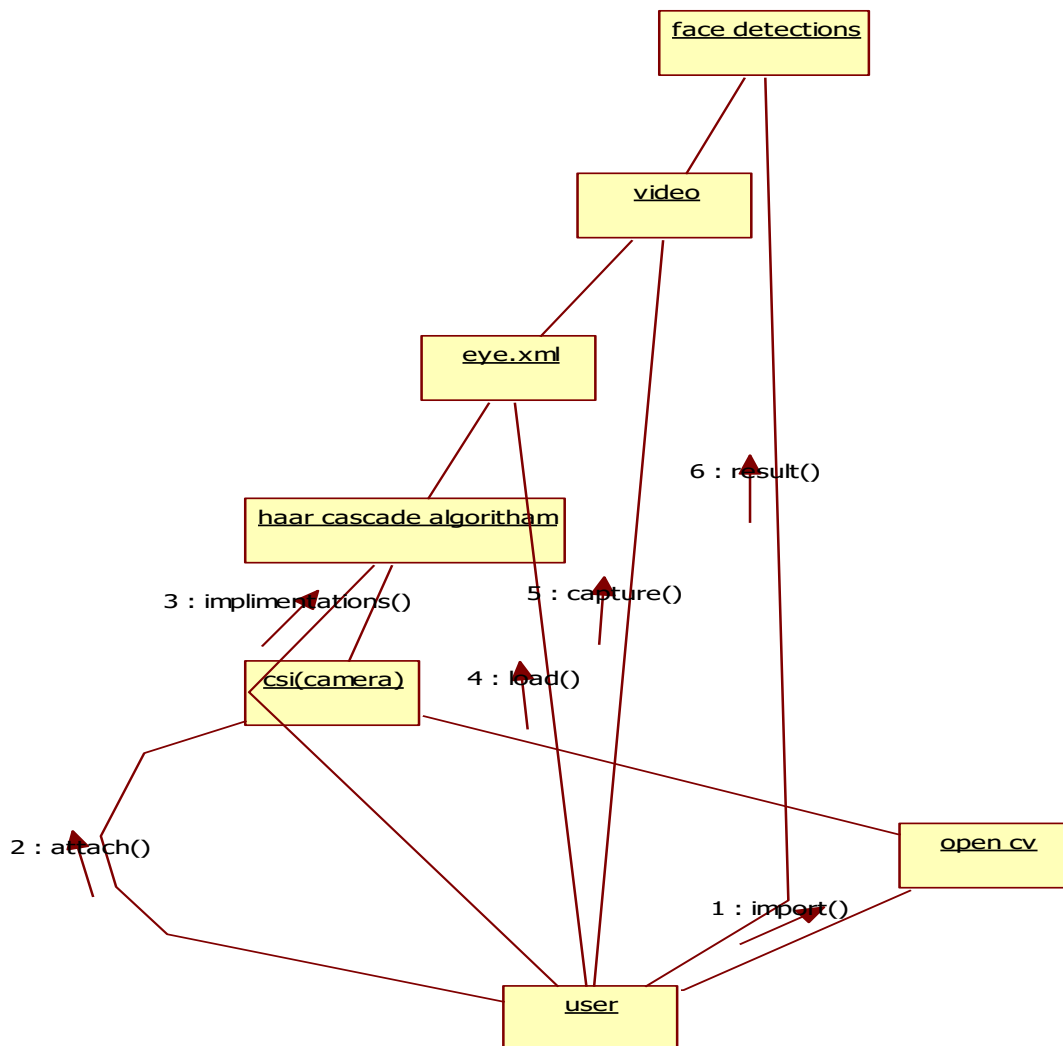 face detections
video
eye.xml
6 : result()
haar cascade algoritham
5 : capture()
3 : implimentations()
csi(camera)
4 : load()
open cv
2 : attach()
1 : import()
user